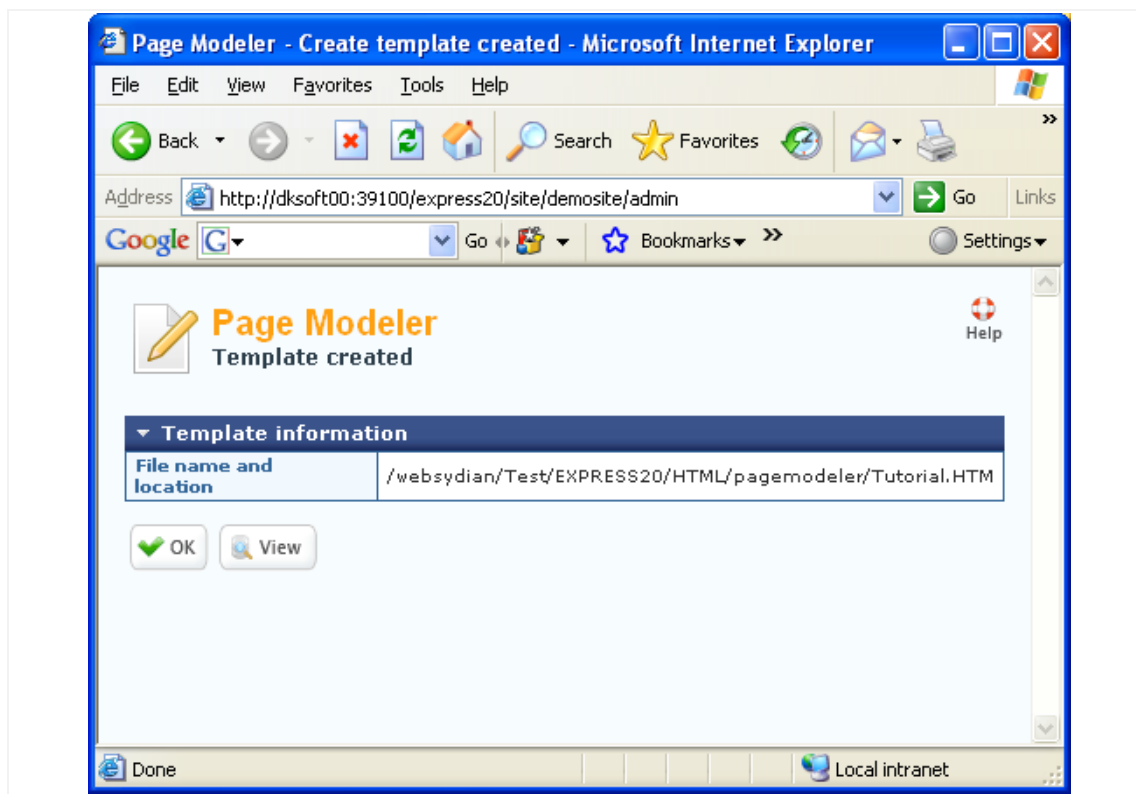 Page Modeler - Create template created - Microsoft Internet Explorer
File Edit View Favorites Tools Help
Back Search Favorites »
Address http://dksoft00:39100/express20/site/demosite/admin Go Links
Google G Go Bookmarks » Settings
Page Modeler
Template created
Help
Template information
File name and
location
/websydian/Test/EXPRESS20/HTML/pagemodeler/Tutorial.HTM
OK View
Done Local intranet